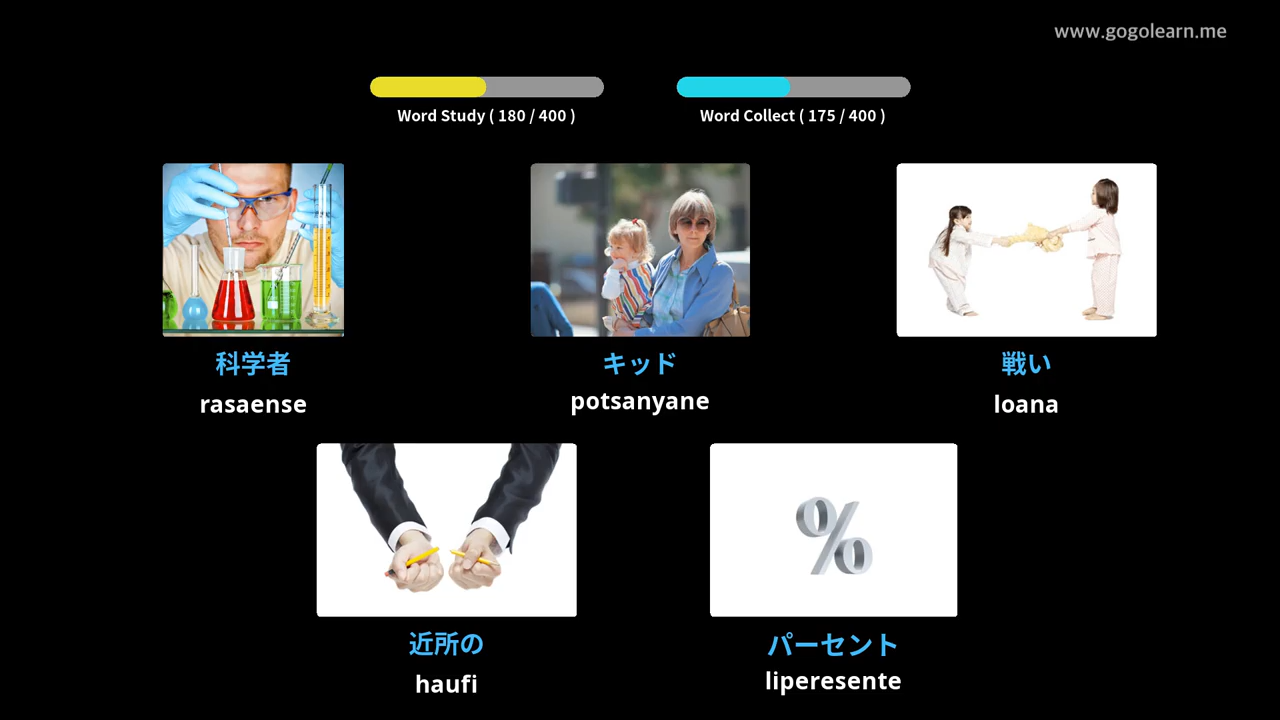 www.gogolearn.me
Word Study ( 180 / 400 )
Word Collect ( 175 / 400 )
科学者
rasaense
キッド
potsanyane
戦い
loana
近所の
haufi
パーセント
liperesente
%